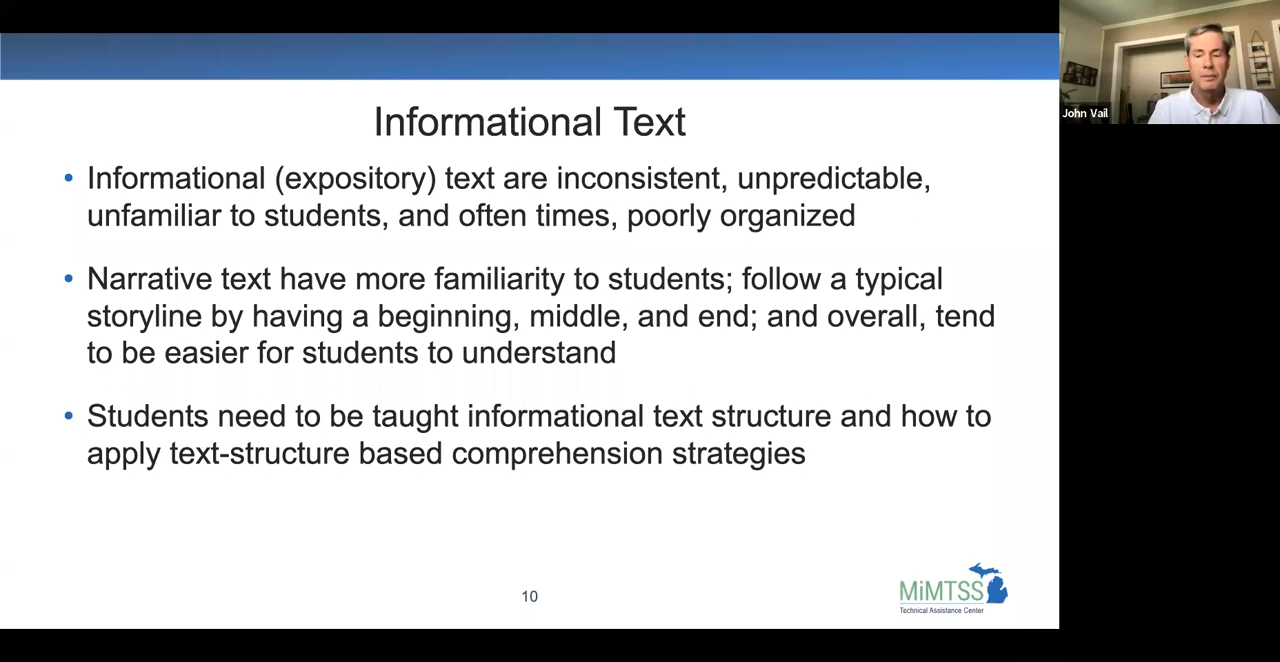 Informational Text
• Informational (expository) text are inconsistent, unpredictable,
unfamiliar to students, and often times, poorly organized
• Narrative text have more familiarity to students; follow a typical
storyline by having a beginning, middle, and end; and overall, tend
to be easier for students to understand
• Students need to be taught informational text structure and how to
apply text-structure based comprehension strategies
10
MiMTSS
Technical Assistance Center
John Vail